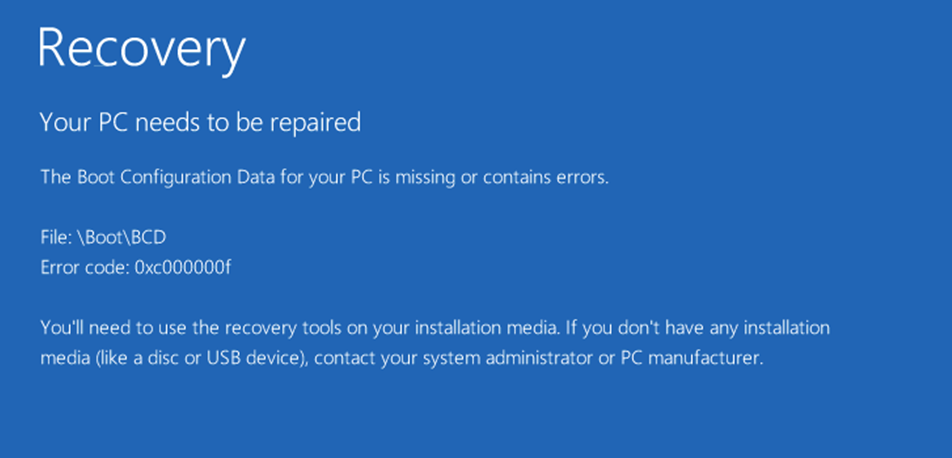 Recovery
Your PC needs to be repaired
The Boot Configuration Data for your PC is missing or contains errors.
File: \Boot\BCD
Error code: 0xc000000f
You'll need to use the recovery tools on your installation media. If you don't have any installation
media (like a disc or USB device), contact your system administrator or PC manufacturer.